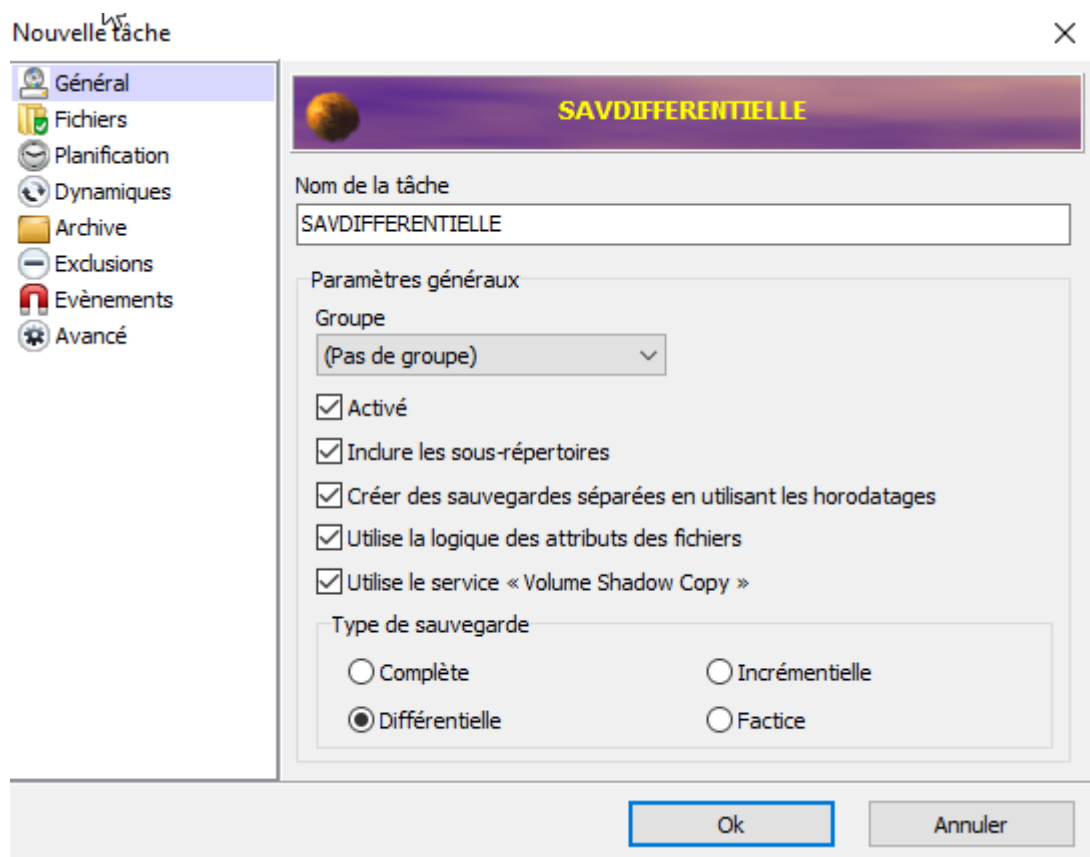 Nouvelle tâche
Général
Fichiers
Planification
Dynamiques
Archive
Exclusions
Evènements
Avancé
SAVDIFFERENTIELLE
Nom de la tâche
SAVDIFFERENTIELLE
Paramètres généraux
Groupe
(Pas de groupe)
Activé
Inclure les sous-répertoires
Créer des sauvegardes séparées en utilisant les horodatages
Utilise la logique des attributs des fichiers
Utilise le service « Volume Shadow Copy »
Type de sauvegarde
Complète
Incrémentielle
Différentielle
Factice
Ok
Annuler